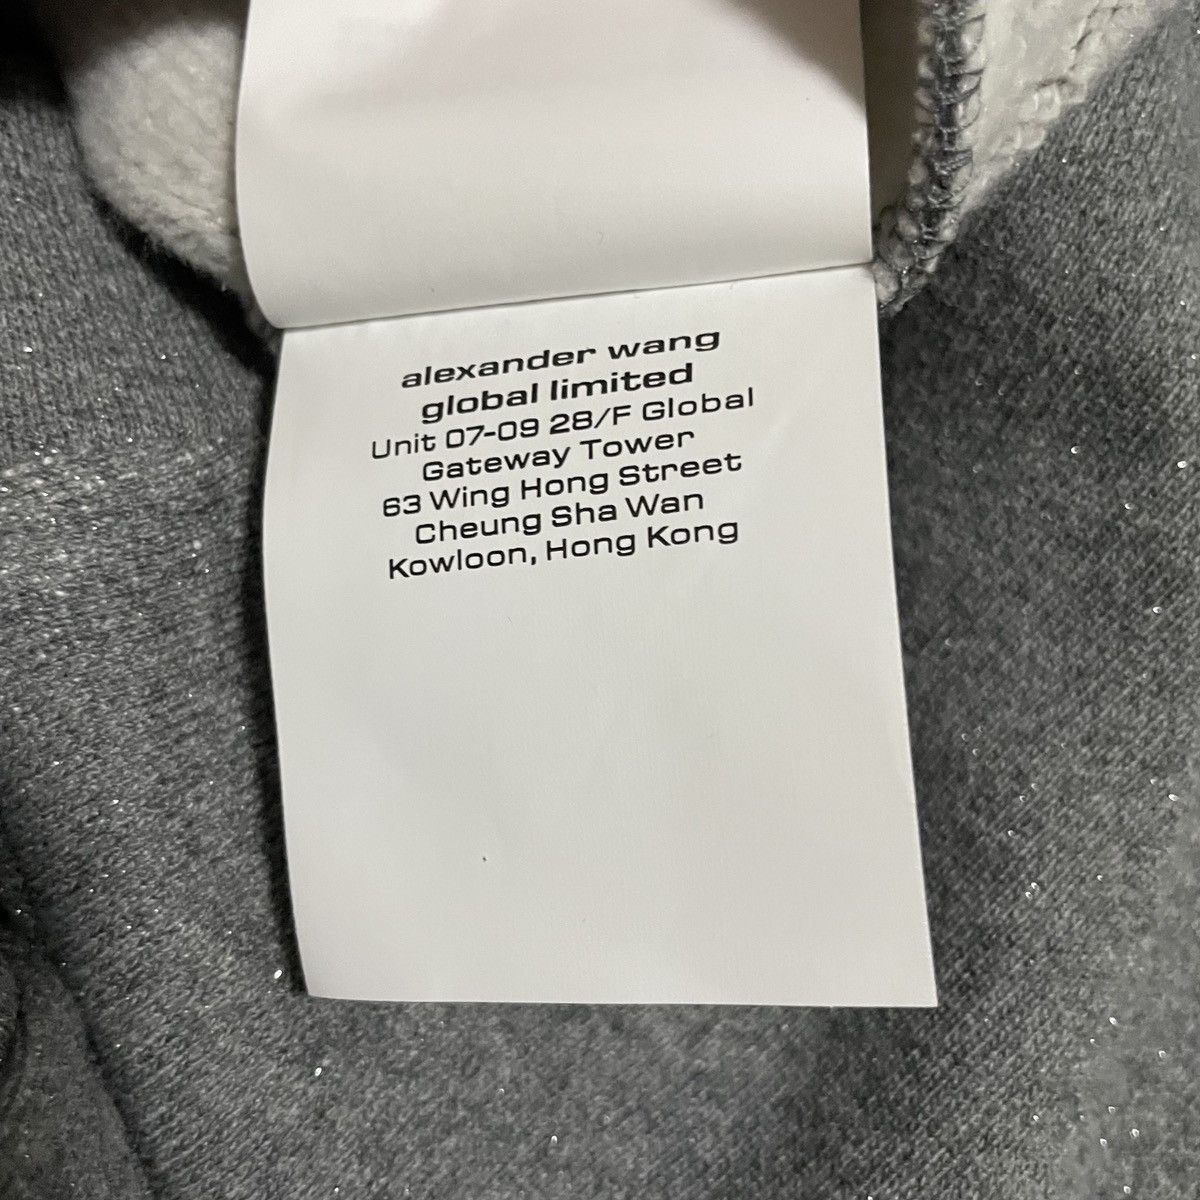 alexander wang
global limited
Unit 07-09 28/F Global
Gateway Tower
63 Wing Hong Street
Cheung Sha Wan
Kowloon, Hong Kong